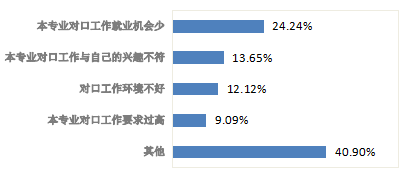 本专业对口工作就业机会少 24.24%
本专业对口工作与自己的兴趣不符 13.65%
对口工作环境不好 12.12%
本专业对口工作要求过高 9.09%
其他 40.90%